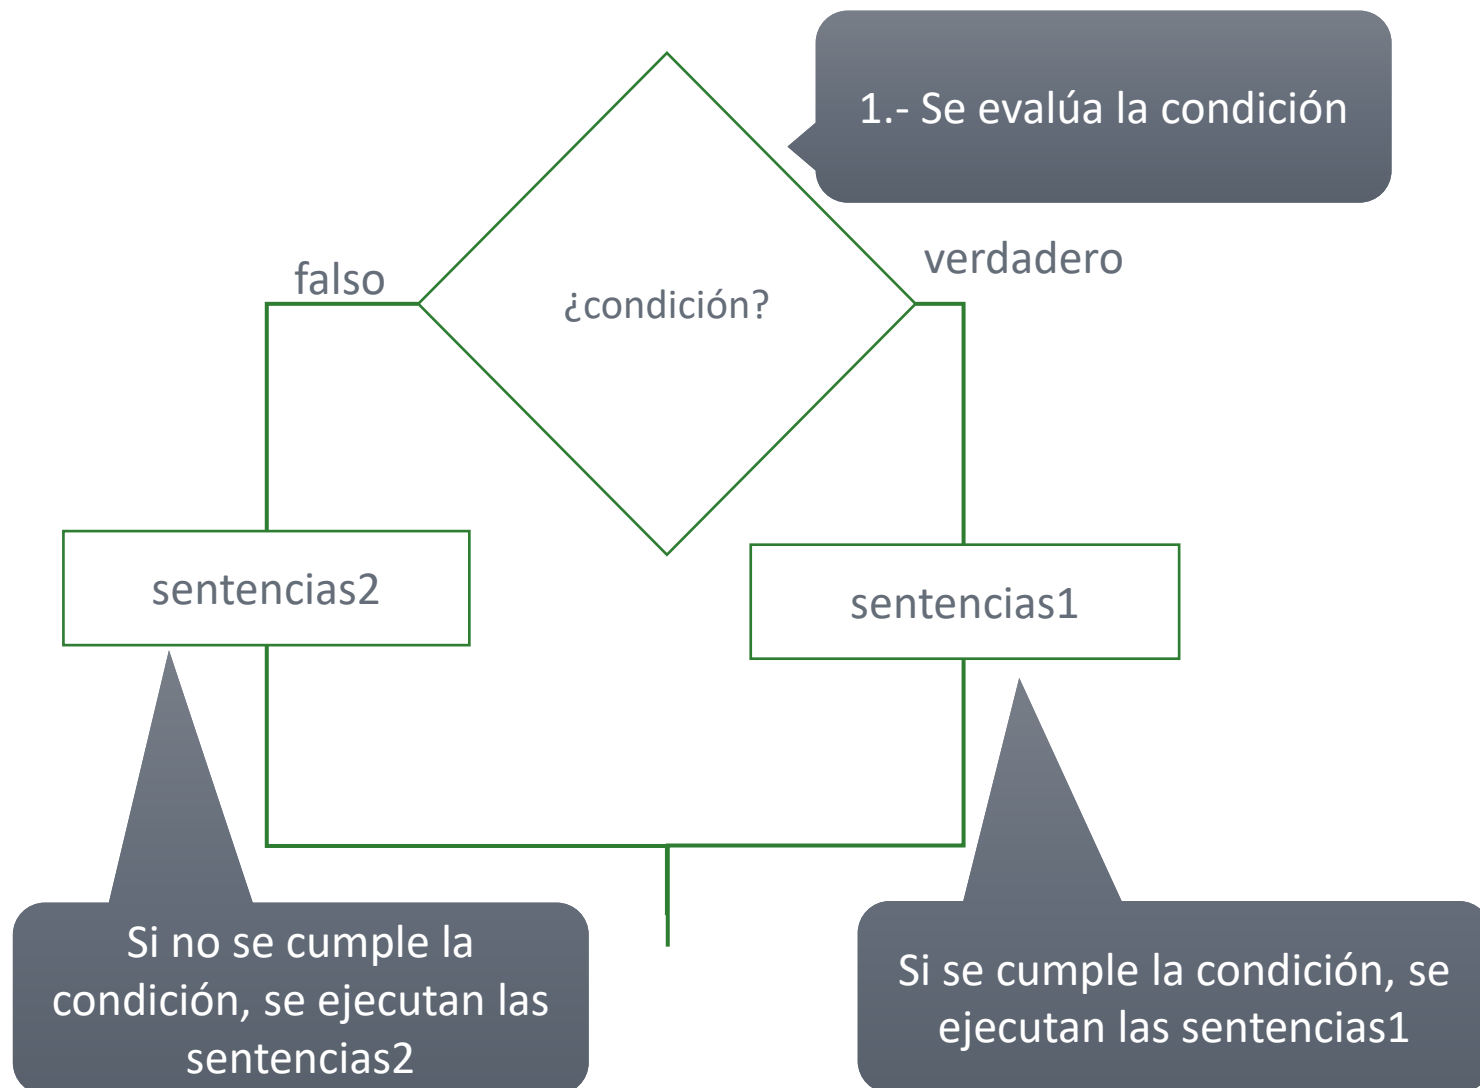 1.- Se evalúa la condición
verdadero
falso
¿condición?
sentencias2
sentencias1
Si no se cumple la
condición, se ejecutan las
sentencias2
Si se cumple la condición, se
ejecutan las sentencias1